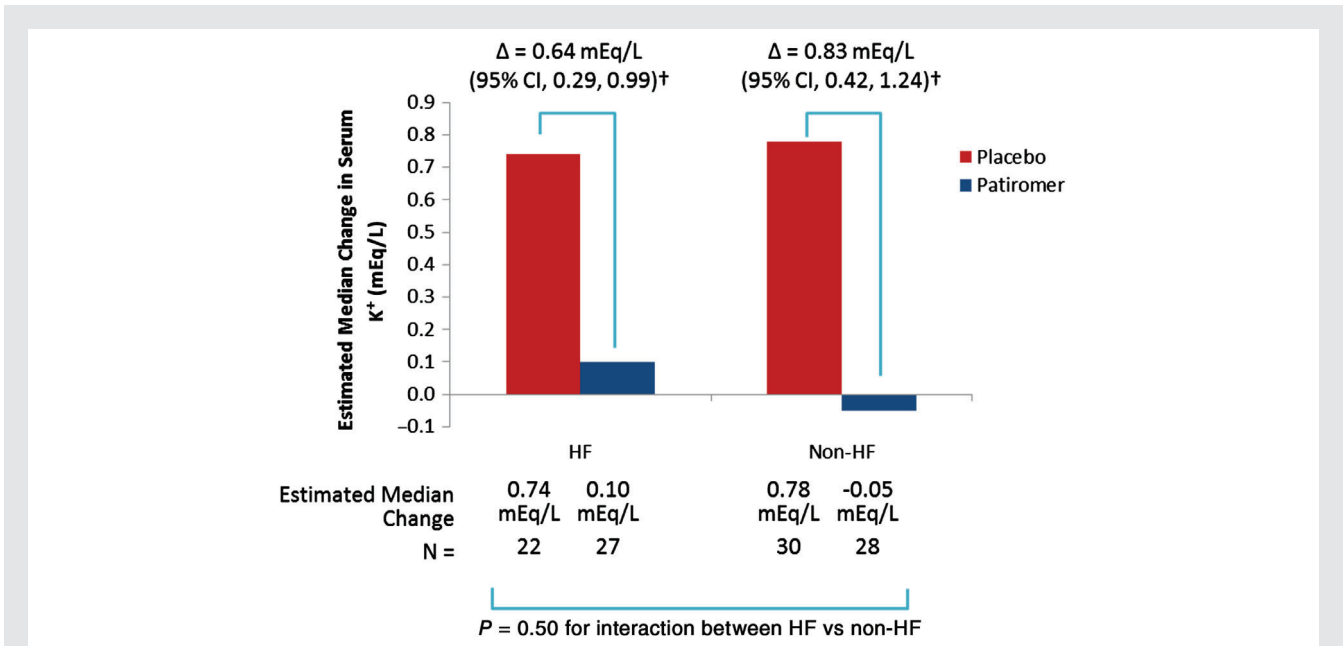 Δ = 0.64 mEq/L
(95% CI, 0.29, 0.99)†
Δ = 0.83 mEq/L
(95% CI, 0.42, 1.24)†
Estimated Median Change in Serum
K⁺ (mEq/L)
0.9
0.8
0.7
0.6
0.5
0.4
0.3
0.2
0.1
0.0
–0.1
Placebo
Patiromer
HF
Non-HF
Estimated Median Change
0.74 mEq/L
0.10 mEq/L
0.78 mEq/L
-0.05 mEq/L
N =
22
27
30
28
P = 0.50 for interaction between HF vs non-HF